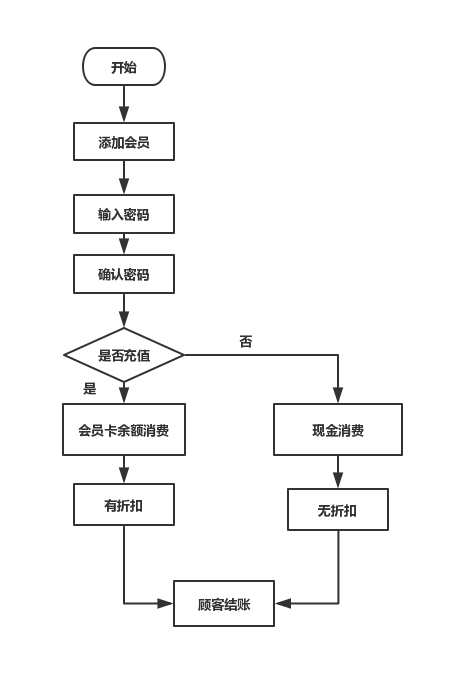 开始
添加会员
输入密码
确认密码
是否充值
否
是
会员卡余额消费
现金消费
有折扣
无折扣
顾客结账